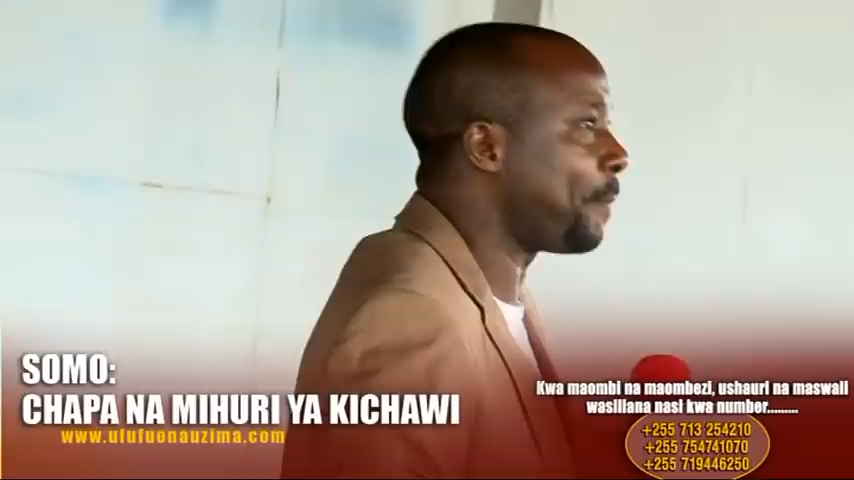 SOMO:
CHAPA NA MIHURI YA KICHAWI
www.ufufuonauzima.com
Kwa maombi na maombezi, ushauri na maswali
wasiliana nasi kwa number.........
+255 713 254210
+255 754741070
+255 719446250